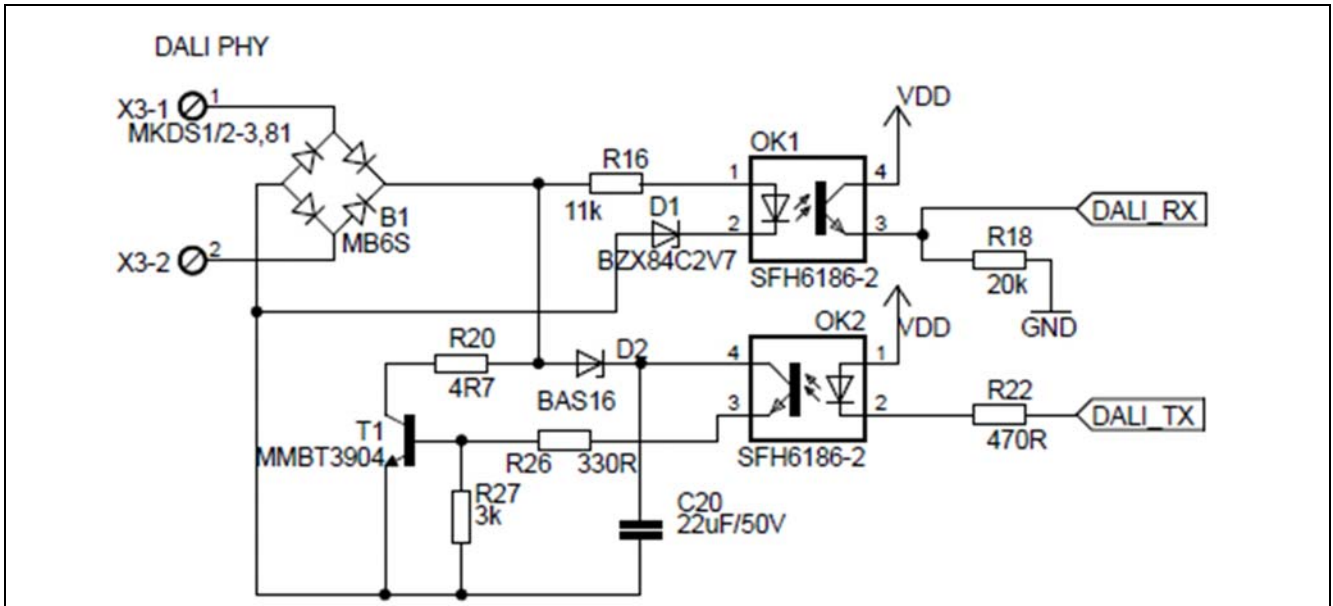 DALI PHY
X3-1
1
MKDS1/2-3,81
X3-2
2
B1
MB6S
R16
11k
D1
BZX84C2V7
OK1
1
2
4
3
SFH6186-2
VDD
DALI_RX
R18
20k
GND
R20
4R7
D2
BAS16
OK2
4
3
1
2
SFH6186-2
VDD
R22
470R
DALI_TX
T1
MMBT3904
R26
330R
R27
3k
C20
22uF/50V